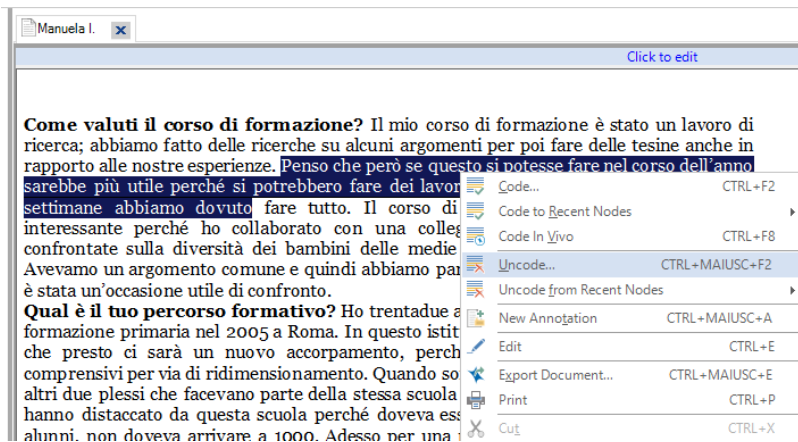 Manuela I.
Click to edit
Come valuti il corso di formazione? Il mio corso di formazione è stato un lavoro di
ricerca; abbiamo fatto delle ricerche su alcuni argomenti per poi fare delle tesine anche in
rapporto alle nostre esperienze. Penso che però se questo si potesse fare nel corso dell'anno
sarebbe più utile perché si potrebbero fare dei lavor
settimane abbiamo dovuto fare tutto. Il corso di
interessante perché ho collaborato con una colleg
confrontate sulla diversità dei bambini delle medie
Avevamo un argomento comune e quindi abbiamo par
è stata un'occasione utile di confronto.
Qual è il tuo percorso formativo? Ho trentadue a
formazione primaria nel 2005 a Roma. In questo istit
che presto ci sarà un nuovo accorpamento, perch
comprensivi per via di ridimensionamento. Quando so
altri due plessi che facevano parte della stessa scuola
hanno distaccato da questa scuola perché doveva ess
alunni, non doveva arrivare a 1000. Adesso per una
Code... CTRL+F2
Code to Recent Nodes
Code In Vivo CTRL+F8
Uncode... CTRL+MAIUSC+F2
Uncode from Recent Nodes
New Annotation CTRL+MAIUSC+A
Edit CTRL+E
Export Document... CTRL+MAIUSC+E
Print CTRL+P
Cut CTRL+X